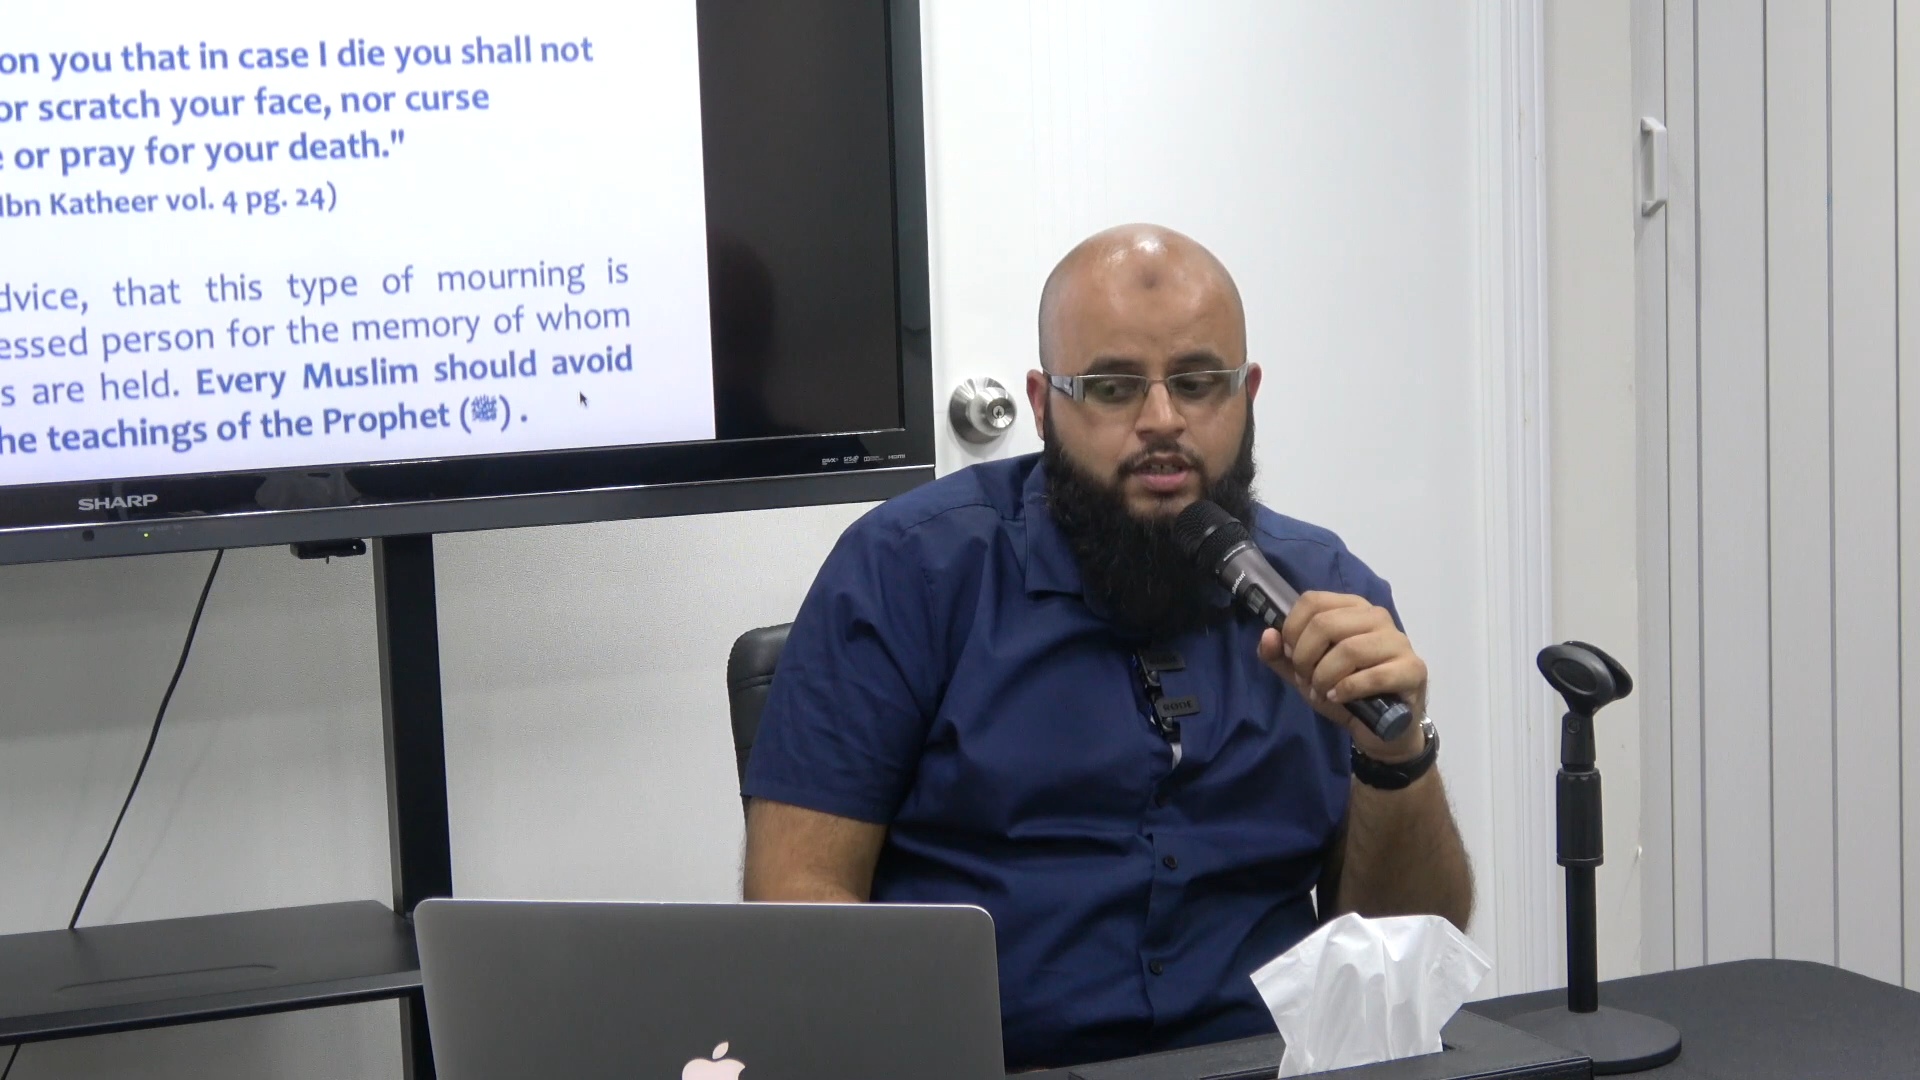 on you that in case I die you shall not
or scratch your face, nor curse
or pray for your death."
Ibn Katheer vol. 4 pg. 24)
dvice, that this type of mourning is
essed person for the memory of whom
s are held. Every Muslim should avoid
he teachings of the Prophet (ﷺ) .
SHARP
HDMI
RODE